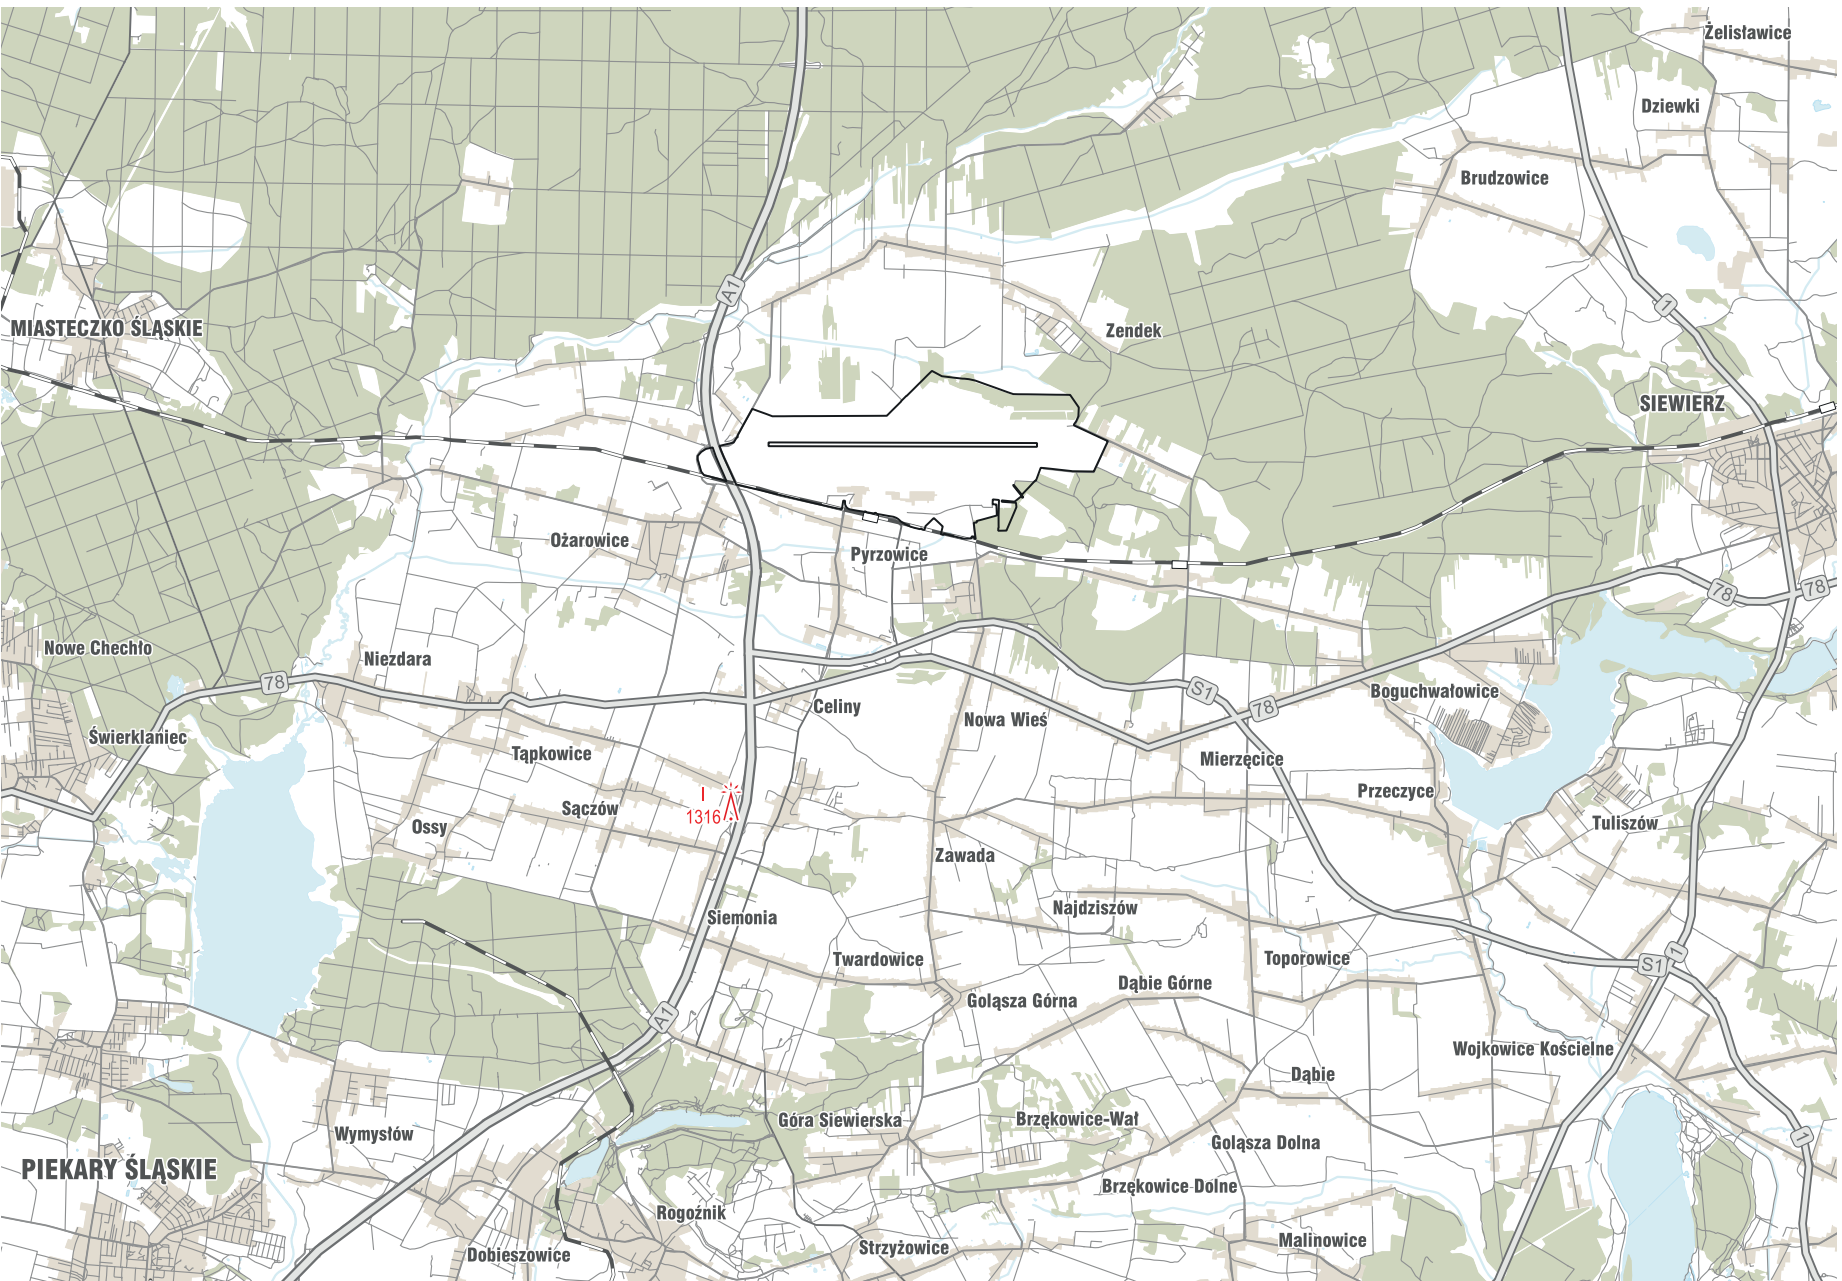 Żelisławice
Dziewki
Brudzowice
A1
1
MIASTECZKO ŚLĄSKIE
Zendek
SIEWIERZ
Ożarowice
Pyrzowice
78
78
Nowe Chechło
Niezdara
78
S1
Boguchwałowice
78
Celiny
Nowa Wieś
Świerklaniec
Tąpkowice
Mierzęcice
Przeczyce
I
1316
Sączów
Ossy
Tuliszów
Zawada
Najdziszów
Siemonia
Twardowice
Toporowice
1
S1
Dąbie Górne
Goląsza Górna
A1
Wojkowice Kościelne
Dąbie
Góra Siewierska
Brzękowice-Wał
Wymysłów
1
Goląsza Dolna
PIEKARY ŚLĄSKIE
Brzękowice Dolne
Rogoźnik
Dobieszowice
Strzyżowice
Malinowice